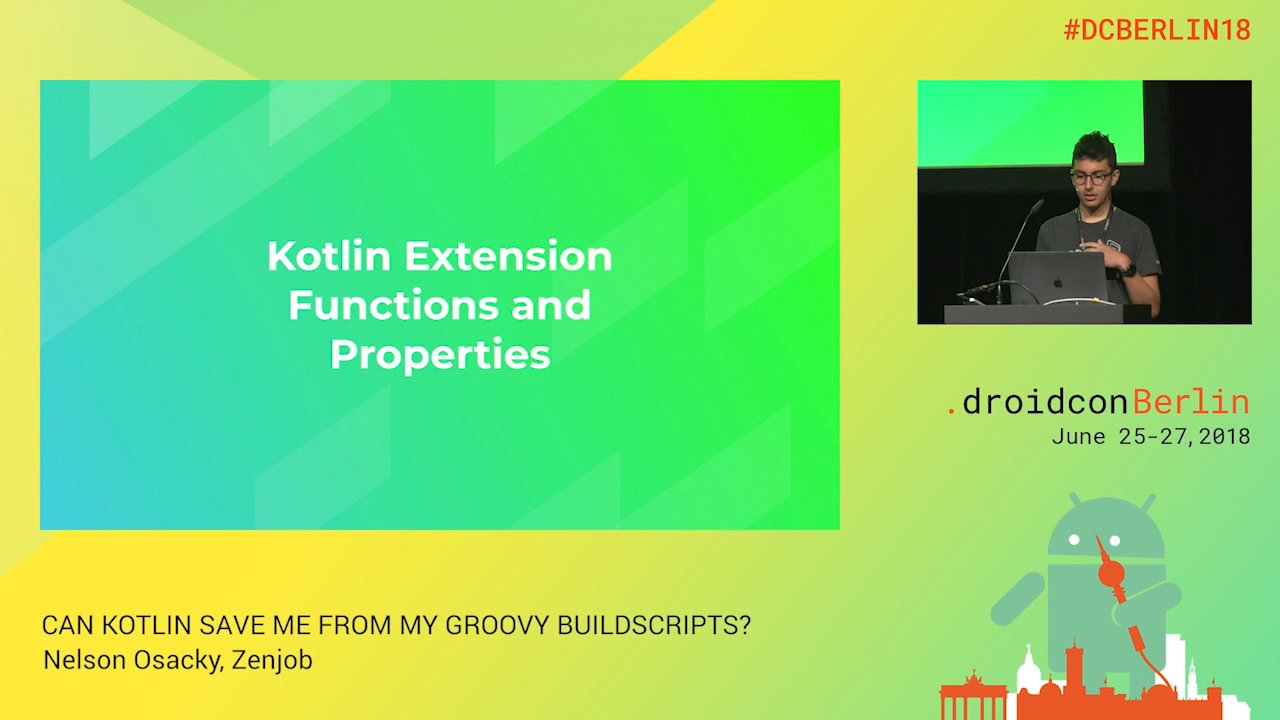 #DCBERLIN18
Kotlin Extension
Functions and
Properties
.droidconBerlin
June 25-27, 2018
CAN KOTLIN SAVE ME FROM MY GROOVY BUILDSCRIPTS?
Nelson Osacky, Zenjob